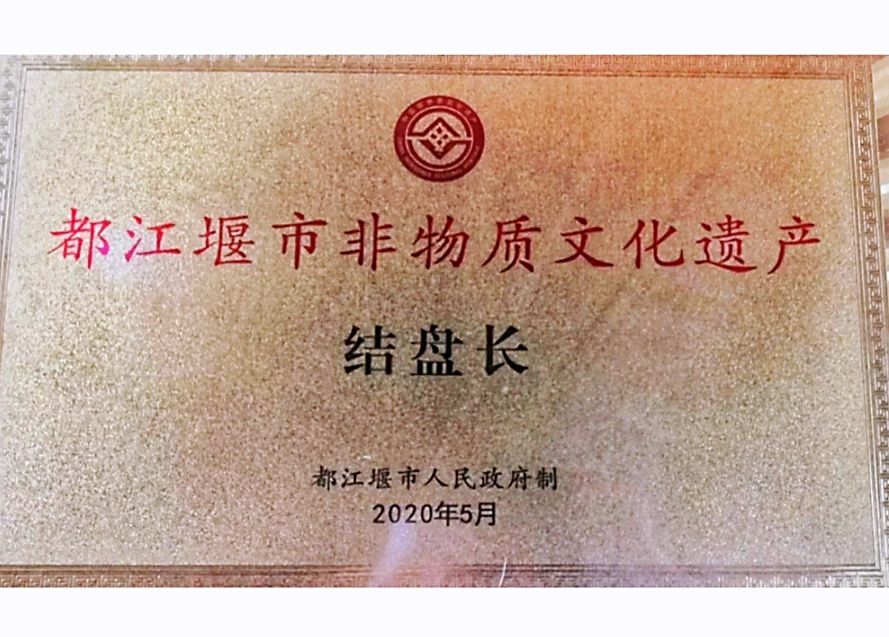 都江堰市非物质文化遗产
结盘长
都江堰市人民政府制
2020年5月